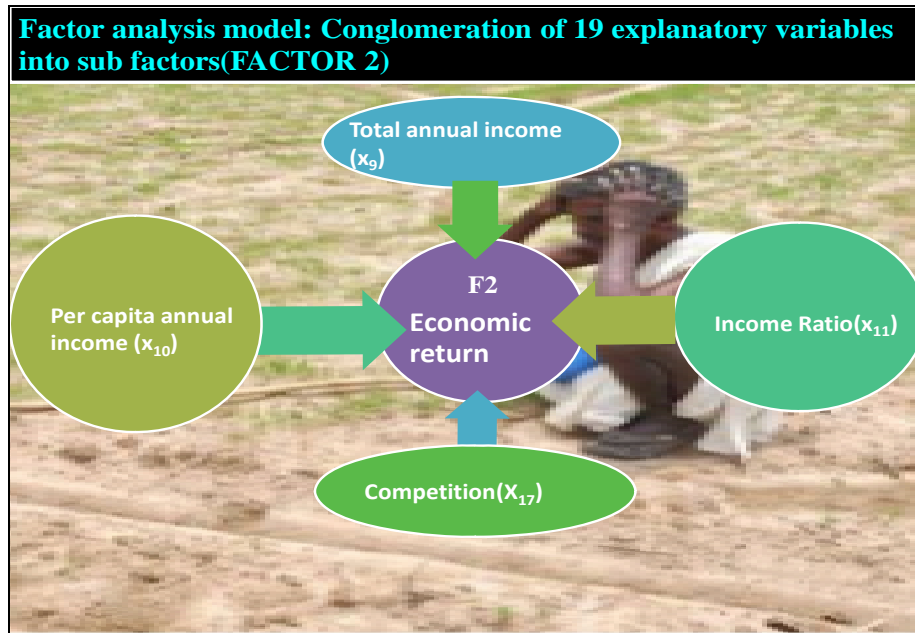 Factor analysis model: Conglomeration of 19 explanatory variables
into sub factors(FACTOR 2)
Total annual income
(x₉)
F2
Economic
return
Per capita annual
income (x₁₀)
Income Ratio(x₁₁)
Competition(X₁₇)